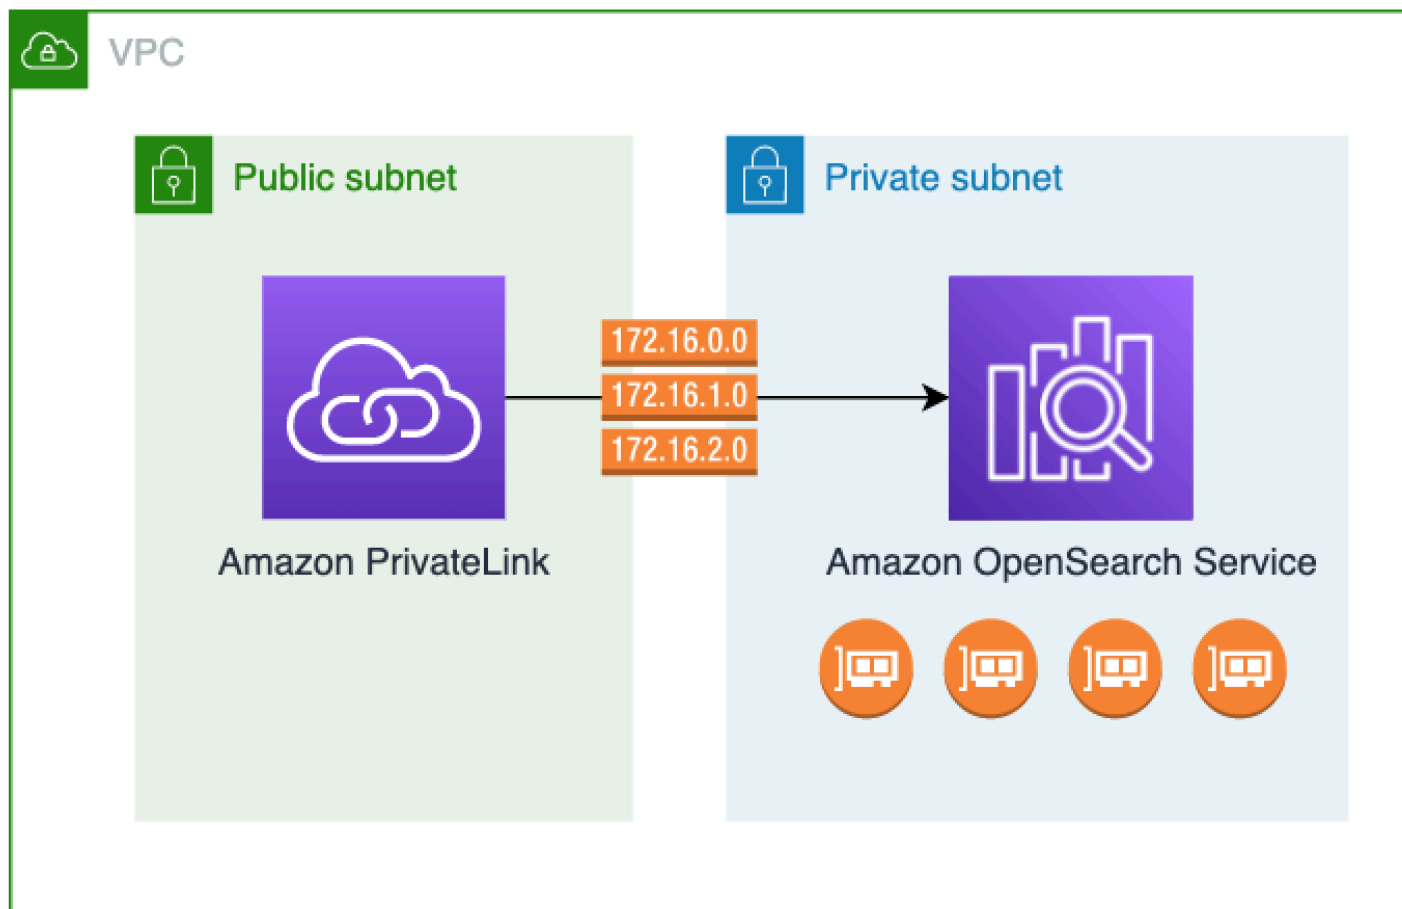 VPC
Public subnet
Private subnet
172.16.0.0
172.16.1.0
172.16.2.0
Amazon PrivateLink
Amazon OpenSearch Service